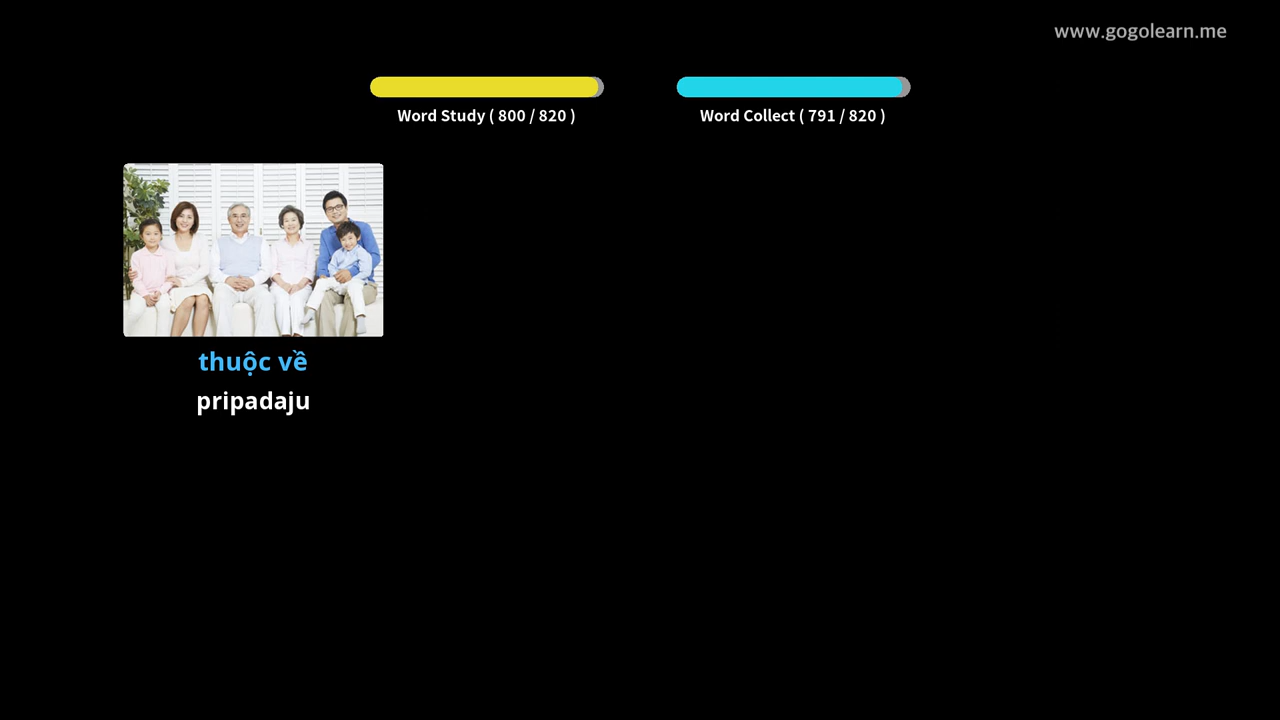 www.gogolearn.me
Word Study ( 800 / 820 )
Word Collect ( 791 / 820 )
thuộc về
pripadaju